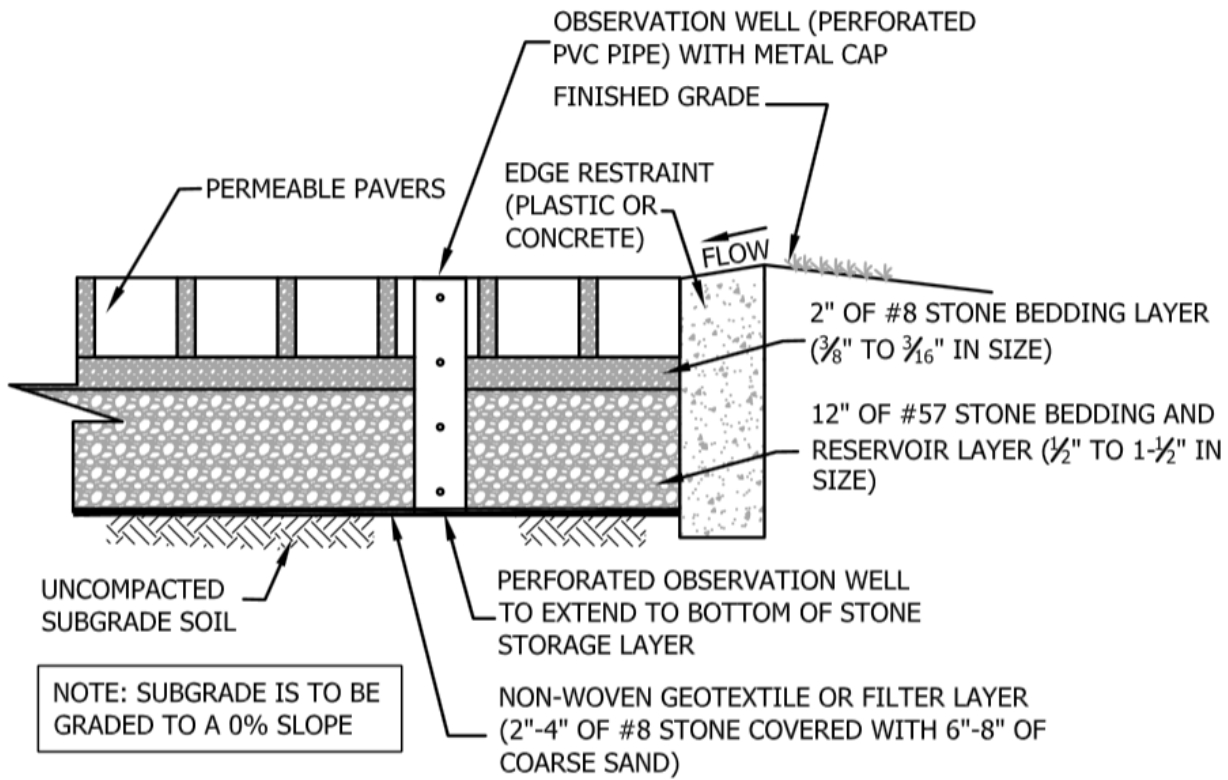 OBSERVATION WELL (PERFORATED
PVC PIPE) WITH METAL CAP
FINISHED GRADE
EDGE RESTRAINT
(PLASTIC OR
CONCRETE)
PERMEABLE PAVERS
FLOW
2" OF #8 STONE BEDDING LAYER
(3/8" TO 3/16" IN SIZE)
12" OF #57 STONE BEDDING AND
RESERVOIR LAYER (1/2" TO 1-1/2" IN
SIZE)
UNCOMPACTED
SUBGRADE SOIL
PERFORATED OBSERVATION WELL
TO EXTEND TO BOTTOM OF STONE
STORAGE LAYER
NOTE: SUBGRADE IS TO BE
GRADED TO A 0% SLOPE
NON-WOVEN GEOTEXTILE OR FILTER LAYER
(2"-4" OF #8 STONE COVERED WITH 6"-8" OF
COARSE SAND)